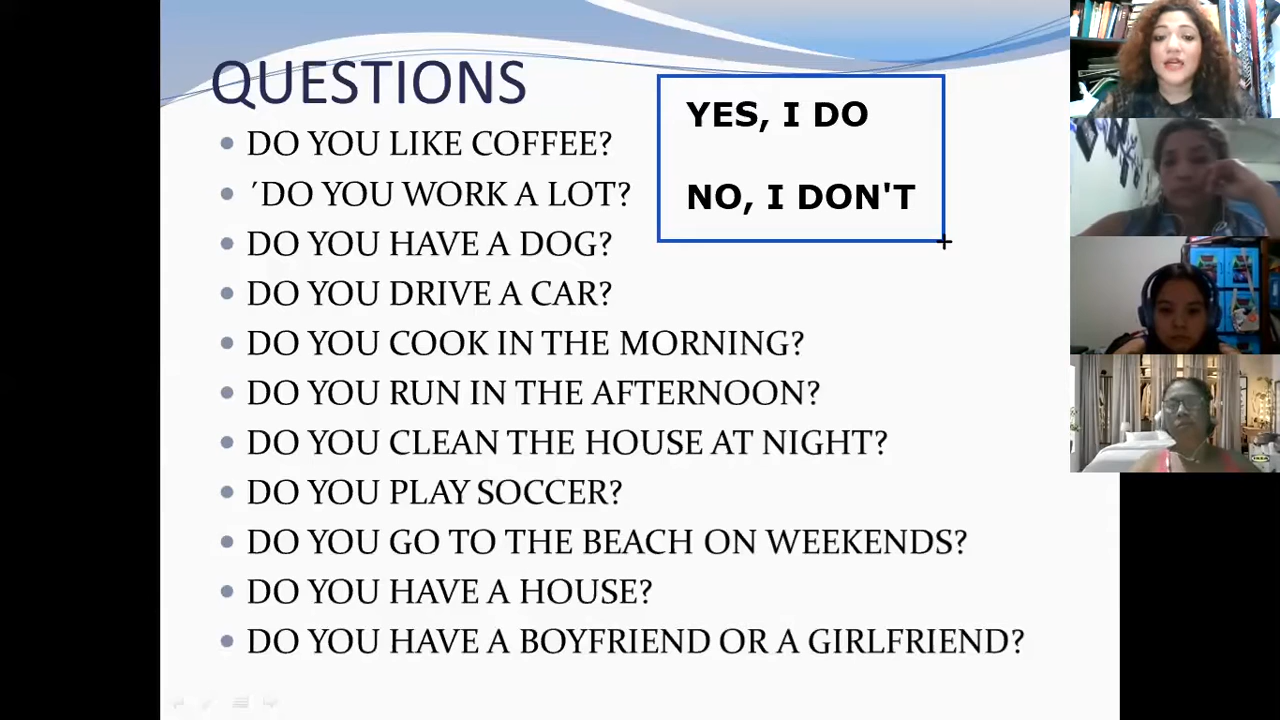 QUESTIONS
YES, I DO
NO, I DON'T
• DO YOU LIKE COFFEE?
• ´DO YOU WORK A LOT?
• DO YOU HAVE A DOG?
• DO YOU DRIVE A CAR?
• DO YOU COOK IN THE MORNING?
• DO YOU RUN IN THE AFTERNOON?
• DO YOU CLEAN THE HOUSE AT NIGHT?
• DO YOU PLAY SOCCER?
• DO YOU GO TO THE BEACH ON WEEKENDS?
• DO YOU HAVE A HOUSE?
• DO YOU HAVE A BOYFRIEND OR A GIRLFRIEND?